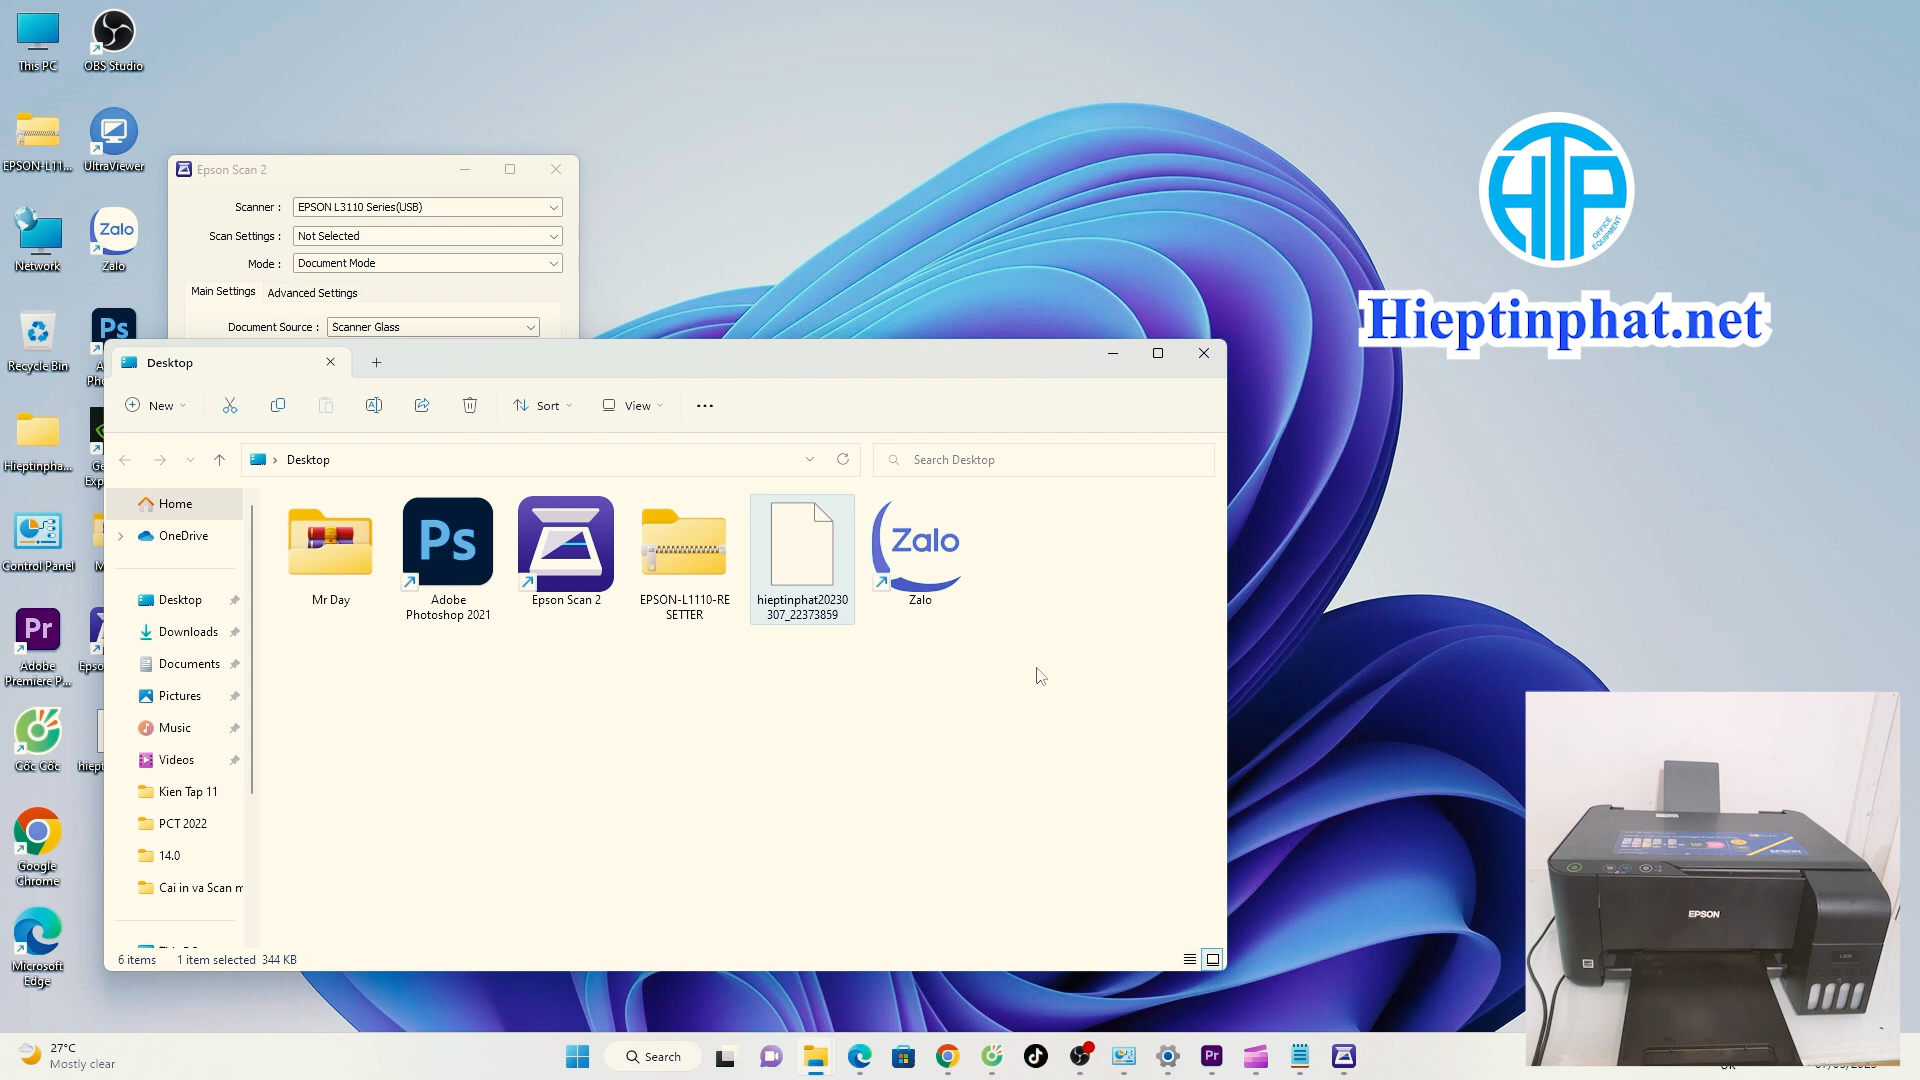 This PC
OBS Studio
EPSON-L11...
UltraViewer
Network
Zalo
Zalo
Recycle Bin
Ps
Hieptinpha...
Control Panel
Pr
Adobe
Premiere P...
Cốc Cốc
Google
Chrome
Microsoft
Edge
Epson Scan 2
Scanner :
EPSON L3110 Series(USB)
Scan Settings :
Not Selected
Mode :
Document Mode
Main Settings
Advanced Settings
Document Source :
Scanner Glass
HTP
OFFICE
EQUIPMENT
Hieptinphat.net
Desktop
New
Sort
View
Desktop
Search Desktop
Home
OneDrive
Desktop
Downloads
Documents
Pictures
Music
Videos
Kien Tap 11
PCT 2022
14.0
Cai in va Scan m
Ps
Zalo
Mr Day
Adobe
Photoshop 2021
Epson Scan 2
EPSON-L1110-RE
SETTER
hieptinphat20230
307_22373859
Zalo
6 items
1 item selected
344 KB
EPSON
EPSON
27°C
Mostly clear
Search
Pr